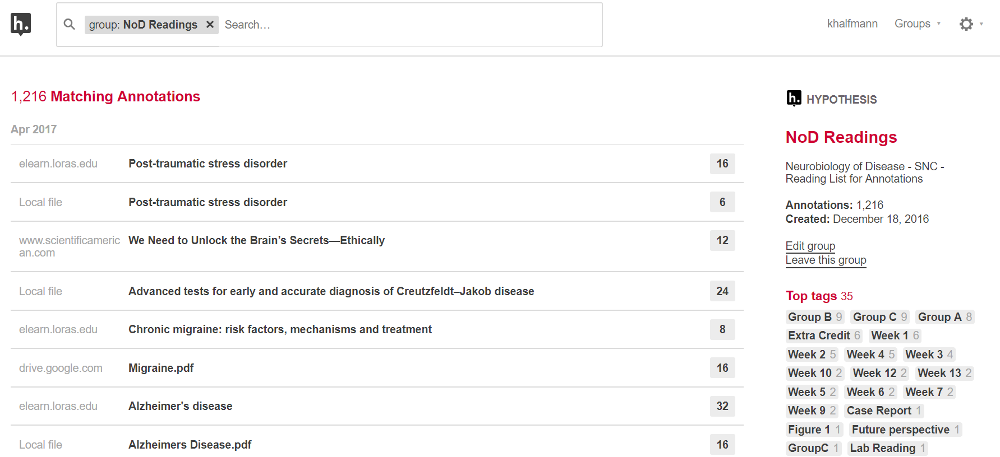 h.
group: NoD Readings × Search…
khalfmann Groups
1,216 Matching Annotations
Apr 2017
elearn.loras.edu Post-traumatic stress disorder 16
Local file Post-traumatic stress disorder 6
www.scientificameric
an.com We Need to Unlock the Brain’s Secrets—Ethically 12
Local file Advanced tests for early and accurate diagnosis of Creutzfeldt–Jakob disease 24
elearn.loras.edu Chronic migraine: risk factors, mechanisms and treatment 8
drive.google.com Migraine.pdf 16
elearn.loras.edu Alzheimer's disease 32
Local file Alzheimers Disease.pdf 16
h. HYPOTHESIS
NoD Readings
Neurobiology of Disease - SNC -
Reading List for Annotations
Annotations: 1,216
Created: December 18, 2016
Edit group
Leave this group
Top tags 35
Group B 9 Group C 9 Group A 8
Extra Credit 6 Week 1 6
Week 2 5 Week 4 5 Week 3 4
Week 10 2 Week 12 2 Week 13 2
Week 5 2 Week 6 2 Week 7 2
Week 9 2 Case Report 1
Figure 1 1 Future perspective 1
GroupC 1 Lab Reading 1